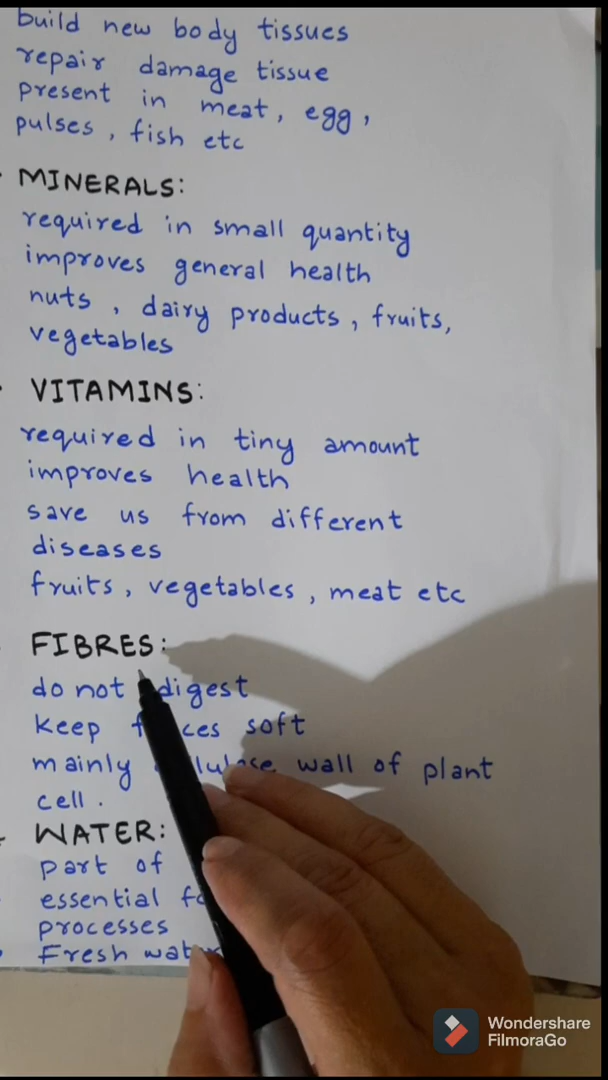 build new body tissues
repair damage tissue
present in meat, egg,
pulses, fish etc
MINERALS:
required in small quantity
improves general health
nuts, dairy products, fruits,
vegetables
VITAMINS:
required in tiny amount
improves health
save us from different
diseases
fruits, vegetables, meat etc
FIBRES:
do not digest
keep soft
mainly wall of plant
cell.
WATER:
part of
essential
processes
Fresh
Wondershare
FilmoraGo